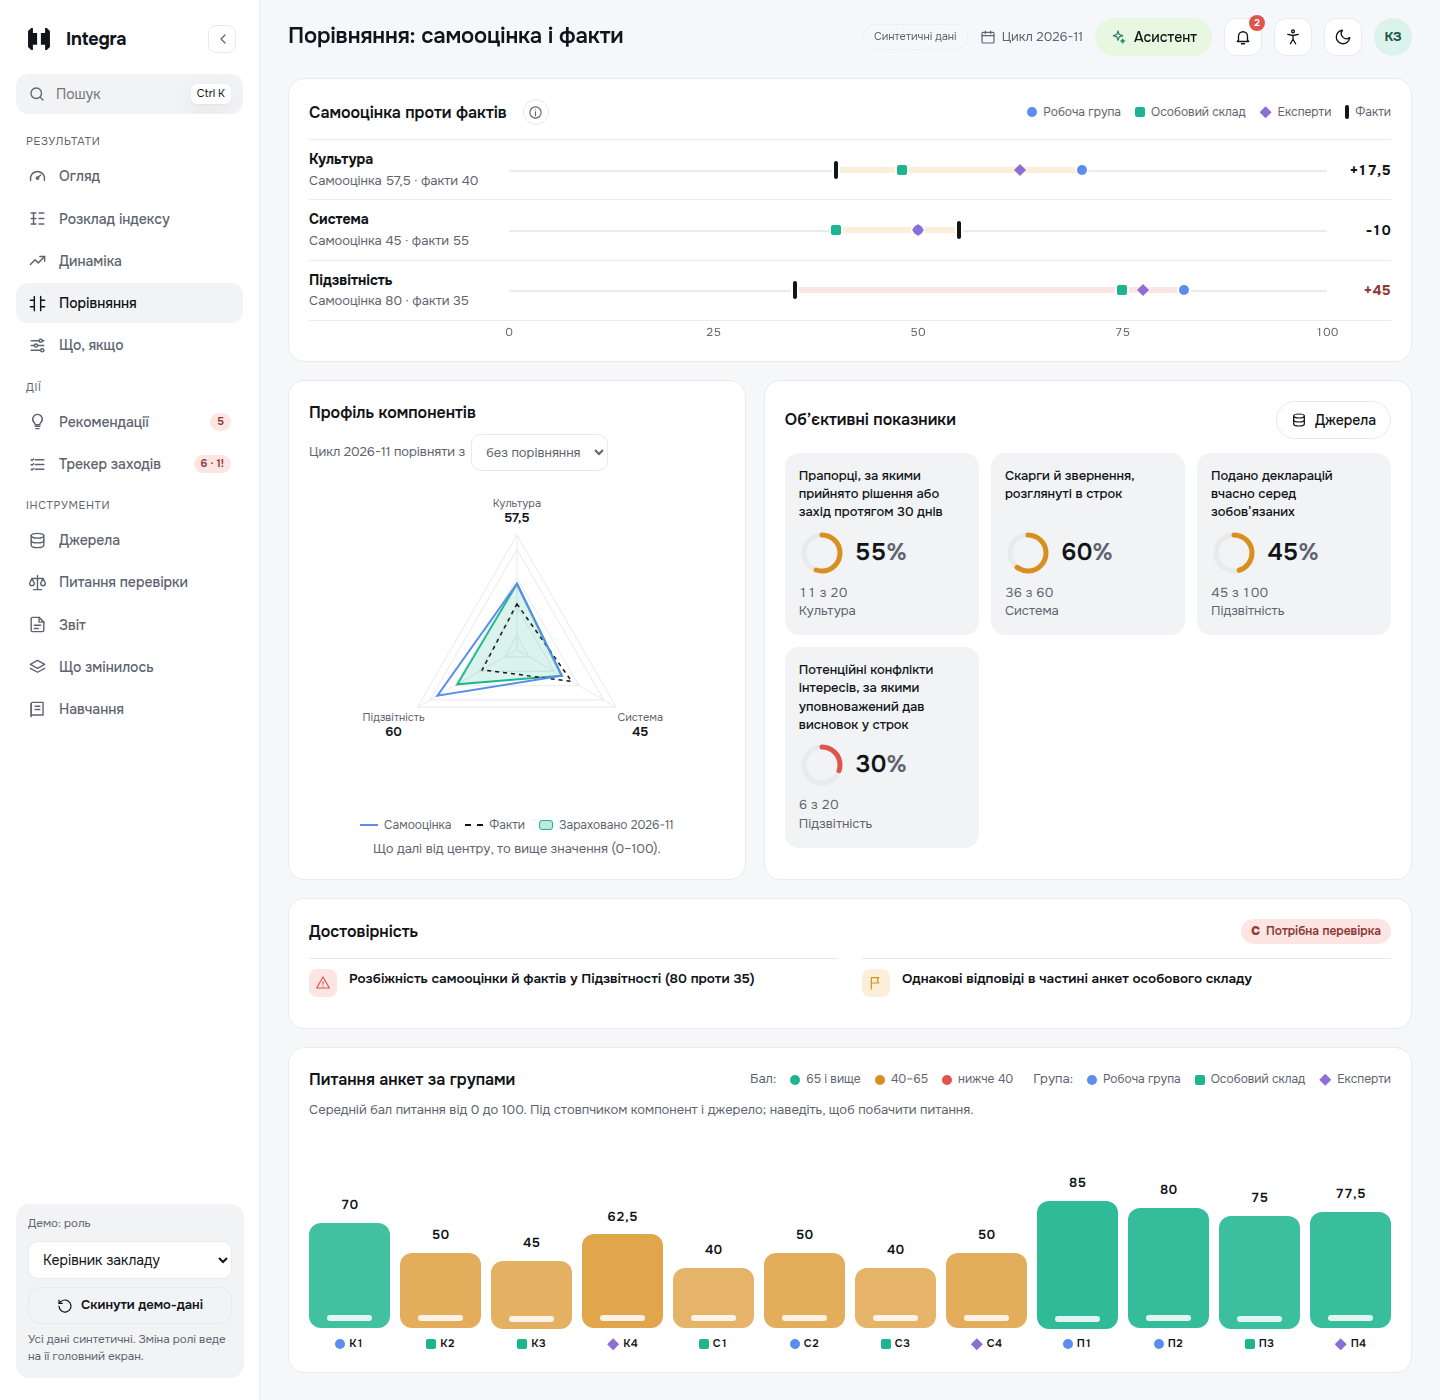 Integra
Пошук
Ctrl K
РЕЗУЛЬТАТИ
Огляд
Розклад індексу
Динаміка
Порівняння
Що, якщо
ДІЇ
Рекомендації
5
Трекер заходів
6 · 1!
ІНСТРУМЕНТИ
Джерела
Питання перевірки
Звіт
Що змінилось
Навчання
Демо: роль
Керівник закладу
Скинути демо-дані
Усі дані синтетичні. Зміна ролі веде
на її головний екран.
Порівняння: самооцінка і факти
Синтетичні дані
Цикл 2026-11
Асистент
2
КЗ
Самооцінка проти фактів
Робоча група
Особовий склад
Експерти
Факти
Культура
Самооцінка 57,5 · факти 40
+17,5
Система
Самооцінка 45 · факти 55
-10
Підзвітність
Самооцінка 80 · факти 35
+45
0
25
50
75
100
Профіль компонентів
Цикл 2026-11 порівняти з
без порівняння
Культура
57,5
Підзвітність
60
Система
45
Самооцінка
Факти
Зараховано 2026-11
Що далі від центру, то вище значення (0–100).
Об’єктивні показники
Джерела
Прапорці, за якими
прийнято рішення або
захід протягом 30 днів
55%
11 з 20
Культура
Скарги й звернення,
розглянуті в строк
60%
36 з 60
Система
Подано декларацій
вчасно серед
зобов’язаних
45%
45 з 100
Підзвітність
Потенційні конфлікти
інтересів, за якими
уповноважений дав
висновок у строк
30%
6 з 20
Підзвітність
Достовірність
C Потрібна перевірка
Розбіжність самооцінки й фактів у Підзвітності (80 проти 35)
Однакові відповіді в частині анкет особового складу
Питання анкет за групами
Бал:
65 і вище
40–65
нижче 40
Група:
Робоча група
Особовий склад
Експерти
Середній бал питання від 0 до 100. Під стовпчиком компонент і джерело; наведіть, щоб побачити питання.
70
50
45
62,5
40
50
40
50
85
80
75
77,5
К1
К2
К3
К4
С1
С2
С3
С4
П1
П2
П3
П4